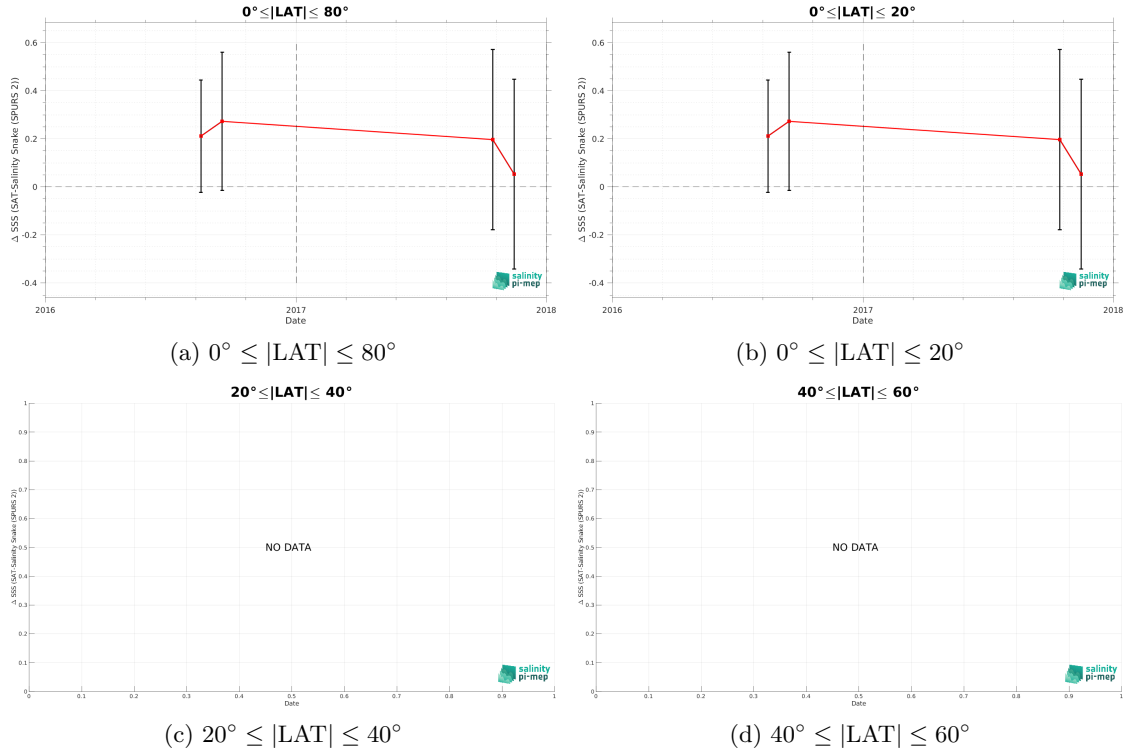 0°≤|LAT|≤ 80°
Δ SSS (SAT-Salinity Snake (SPURS 2))
0.6
0.4
0.2
0
-0.2
-0.4
2016
2017
2018
Date
salinity
pi-mep
(a) 0° ≤ |LAT| ≤ 80°
0°≤|LAT|≤ 20°
Δ SSS (SAT-Salinity Snake (SPURS 2))
0.6
0.4
0.2
0
-0.2
-0.4
2016
2017
2018
Date
salinity
pi-mep
(b) 0° ≤ |LAT| ≤ 20°
20°≤|LAT|≤ 40°
Δ SSS (SAT-Salinity Snake (SPURS 2))
1
0.9
0.8
0.7
0.6
0.5
0.4
0.3
0.2
0.1
0
NO DATA
0 0.1 0.2 0.3 0.4 0.5 0.6 0.7 0.8 0.9 1
Date
salinity
pi-mep
(c) 20° ≤ |LAT| ≤ 40°
40°≤|LAT|≤ 60°
Δ SSS (SAT-Salinity Snake (SPURS 2))
1
0.9
0.8
0.7
0.6
0.5
0.4
0.3
0.2
0.1
0
NO DATA
0 0.1 0.2 0.3 0.4 0.5 0.6 0.7 0.8 0.9 1
Date
salinity
pi-mep
(d) 40° ≤ |LAT| ≤ 60°